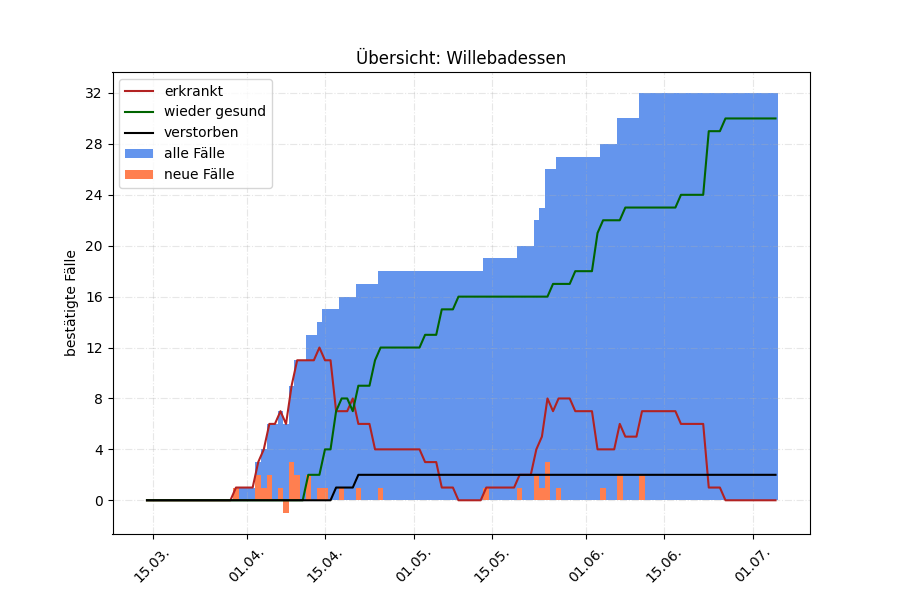 Übersicht: Willebadessen
erkrankt
wieder gesund
verstorben
alle Fälle
neue Fälle
bestätigte Fälle
32
28
24
20
16
12
8
4
0
15.03.
01.04.
15.04.
01.05.
15.05.
01.06.
15.06.
01.07.